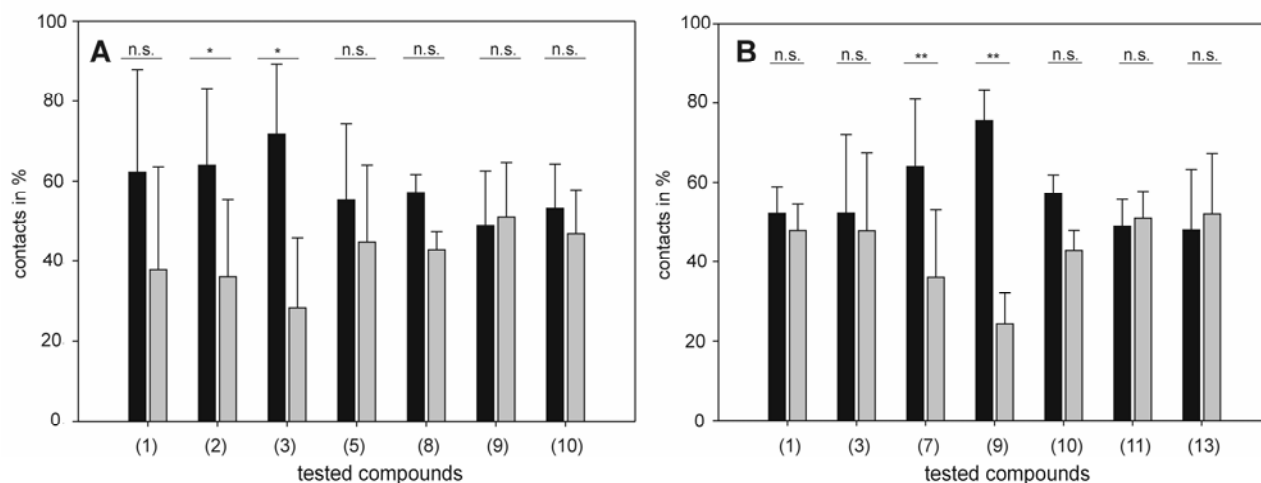 100
A
n.s.
*
*
n.s.
n.s.
n.s.
n.s.
80
60
40
20
0
contacts in %
(1)
(2)
(3)
(5)
(8)
(9)
(10)
tested compounds
100
B
n.s.
n.s.
**
**
n.s.
n.s.
n.s.
80
60
40
20
0
contacts in %
(1)
(3)
(7)
(9)
(10)
(11)
(13)
tested compounds